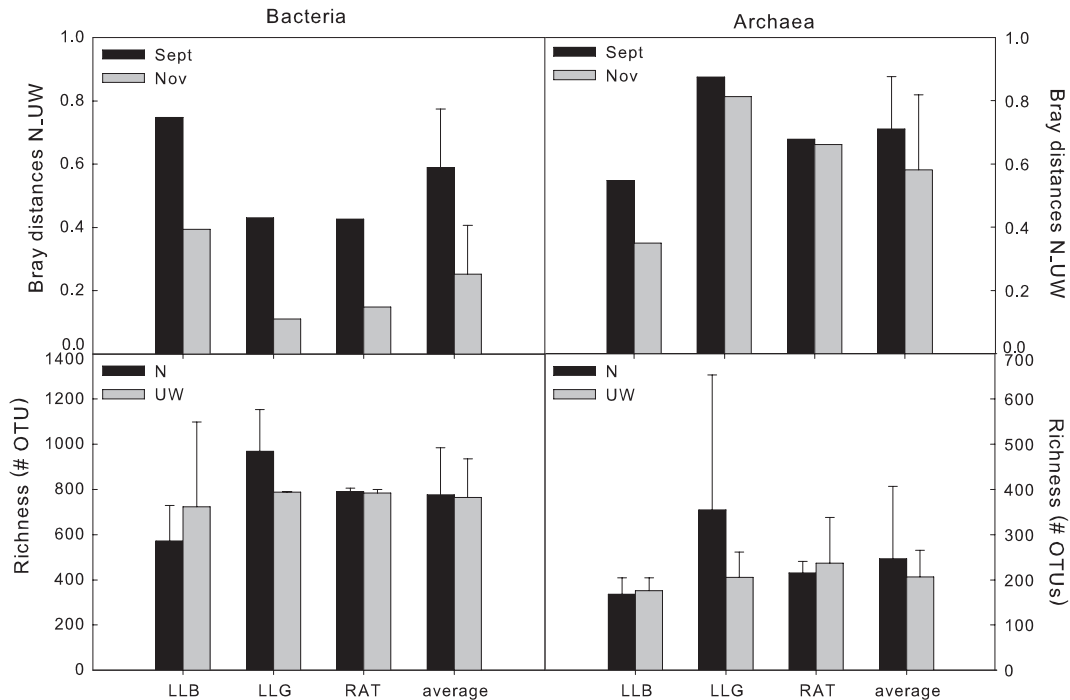 Bacteria
Archaea
Bray distances N_UW
1.0
0.8
0.6
0.4
0.2
0.0
Sept
Nov
Sept
Nov
1.0
0.8
0.6
0.4
0.2
0.0
Bray distances N_UW
Richness (# OTU)
1400
1200
1000
800
600
400
200
0
N
UW
N
UW
700
600
500
400
300
200
100
0
Richness (# OTUs)
LLB LLG RAT average
LLB LLG RAT average